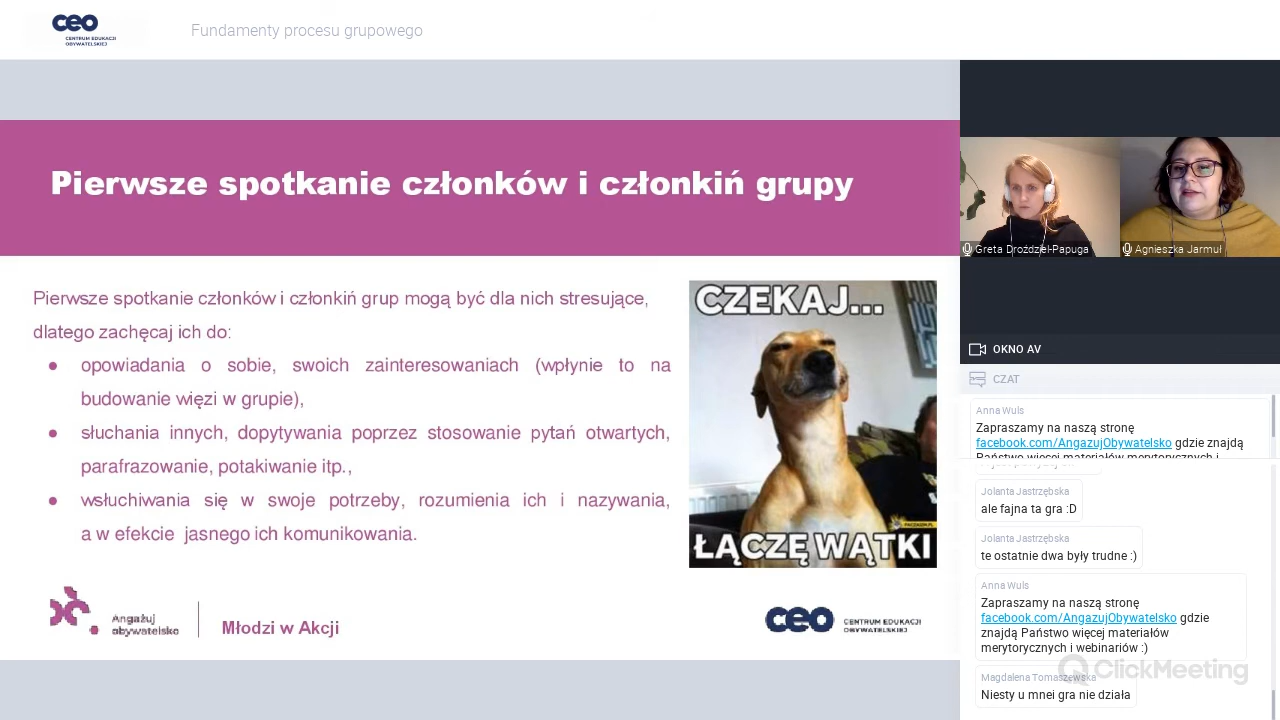 ceo
CENTRUM EDUKACJI
OBYWATELSKIEJ
Fundamenty procesu grupowego
Pierwsze spotkanie członków i członkiń grupy
Pierwsze spotkanie członków i członkiń grup mogą być dla nich stresujące,
dlatego zachęcaj ich do:
● opowiadania o sobie, swoich zainteresowaniach (wpłynie to na
budowanie więzi w grupie),
● słuchania innych, dopytywania poprzez stosowanie pytań otwartych,
parafrazowanie, potakiwanie itp.,
● wsłuchiwania się w swoje potrzeby, rozumienia ich i nazywania,
a w efekcie jasnego ich komunikowania.
CZEKAJ...
ŁĄCZĘ WĄTKI
Angażuj
obywatelsko
Młodzi w Akcji
ceo
CENTRUM EDUKACJI
OBYWATELSKIEJ
Greta Droździel-Papuga
Agnieszka Jarmuł
OKNO AV
CZAT
Anna Wuls
Zapraszamy na naszą stronę
facebook.com/AngazujObywatelsko gdzie znajdą
Państwo więcej materiałów merytorycznych i
Jolanta Jastrzębska
ale fajna ta gra :D
Jolanta Jastrzębska
te ostatnie dwa były trudne :)
Anna Wuls
Zapraszamy na naszą stronę
facebook.com/AngazujObywatelsko gdzie
znajdą Państwo więcej materiałów
merytorycznych i webinariów :)
ClickMeeting
Magdalena Tomaszewska
Niesty u mnei gra nie działa